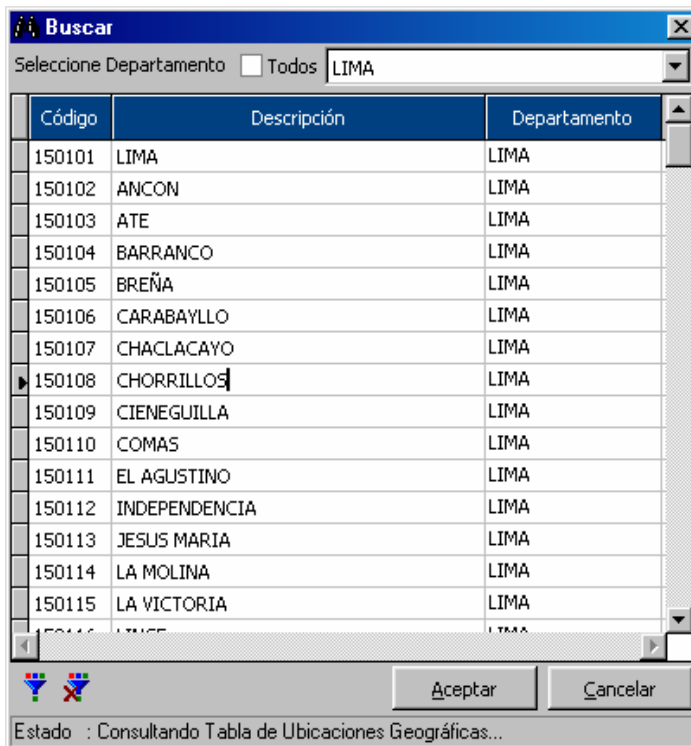 Buscar
Seleccione Departamento Todos LIMA
Código Descripción Departamento
150101 LIMA LIMA
150102 ANCON LIMA
150103 ATE LIMA
150104 BARRANCO LIMA
150105 BREÑA LIMA
150106 CARABAYLLO LIMA
150107 CHACLACAYO LIMA
150108 CHORRILLOS LIMA
150109 CIENEGUILLA LIMA
150110 COMAS LIMA
150111 EL AGUSTINO LIMA
150112 INDEPENDENCIA LIMA
150113 JESUS MARIA LIMA
150114 LA MOLINA LIMA
150115 LA VICTORIA LIMA
Aceptar Cancelar
Estado : Consultando Tabla de Ubicaciones Geográficas...